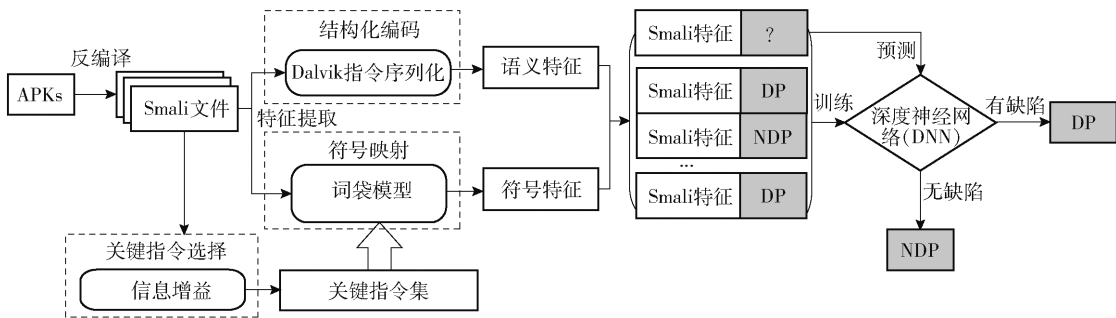 APKs
反编译
Smali文件
特征提取
结构化编码
Dalvik指令序列化
符号映射
词袋模型
关键指令选择
信息增益
关键指令集
语义特征
符号特征
Smali特征 ?
Smali特征 DP
Smali特征 NDP
...
Smali特征 DP
预测
训练
深度神经网
络(DNN)
有缺陷
DP
无缺陷
NDP